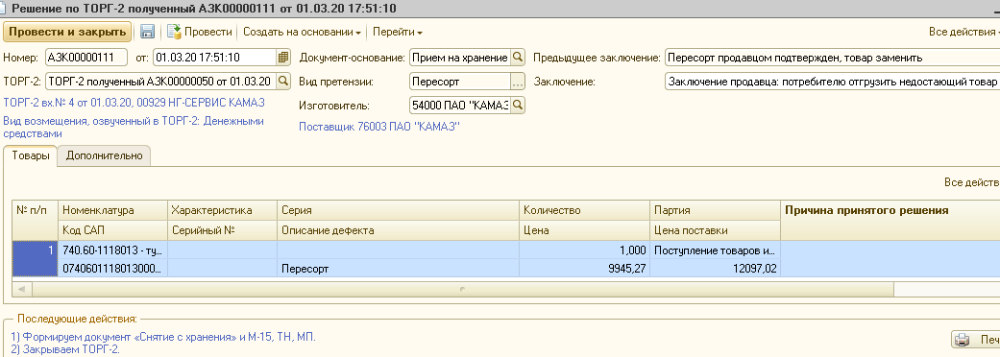 Решение по ТОРГ-2 полученный АЗК00000111 от 01.03.20 17:51:10
Провести и закрыть Провести Создать на основании Перейти Все действия
Номер: АЗК00000111 от: 01.03.20 17:51:10 Документ-основание: Прием на хранение Предыдущее заключение: Пересорт продавцом подтвержден, товар заменить
ТОРГ-2: ТОРГ-2 полученный АЗК00000050 от 01.03.20 Вид претензии: Пересорт ... Заключение: Заключение продавца: потребителю отгрузить недостающий товар
ТОРГ-2 вх.№ 4 от 01.03.20, 00929 НГ-СЕРВИС КАМАЗ Изготовитель: 54000 ПАО "КАМАЗ
Вид возмещения, озвученный в ТОРГ-2: Денежными Поставщик 76003 ПАО "КАМАЗ"
средствами
Товары Дополнительно
Все действ
№ п/п Номенклатура Характеристика Серия Количество Партия Причина принятого решения
Код САП Серийный № Описание дефекта Цена Цена поставки
1 740.60-1118013 - ту... 1,000 Поступление товаров и...
0740601118013000... Пересорт 9945,27 12097,02
Последующие действия:
1) Формируем документ «Снятие с хранения» и М-15, ТН, МП.
2) Закрываем ТОРГ-2.
Печ